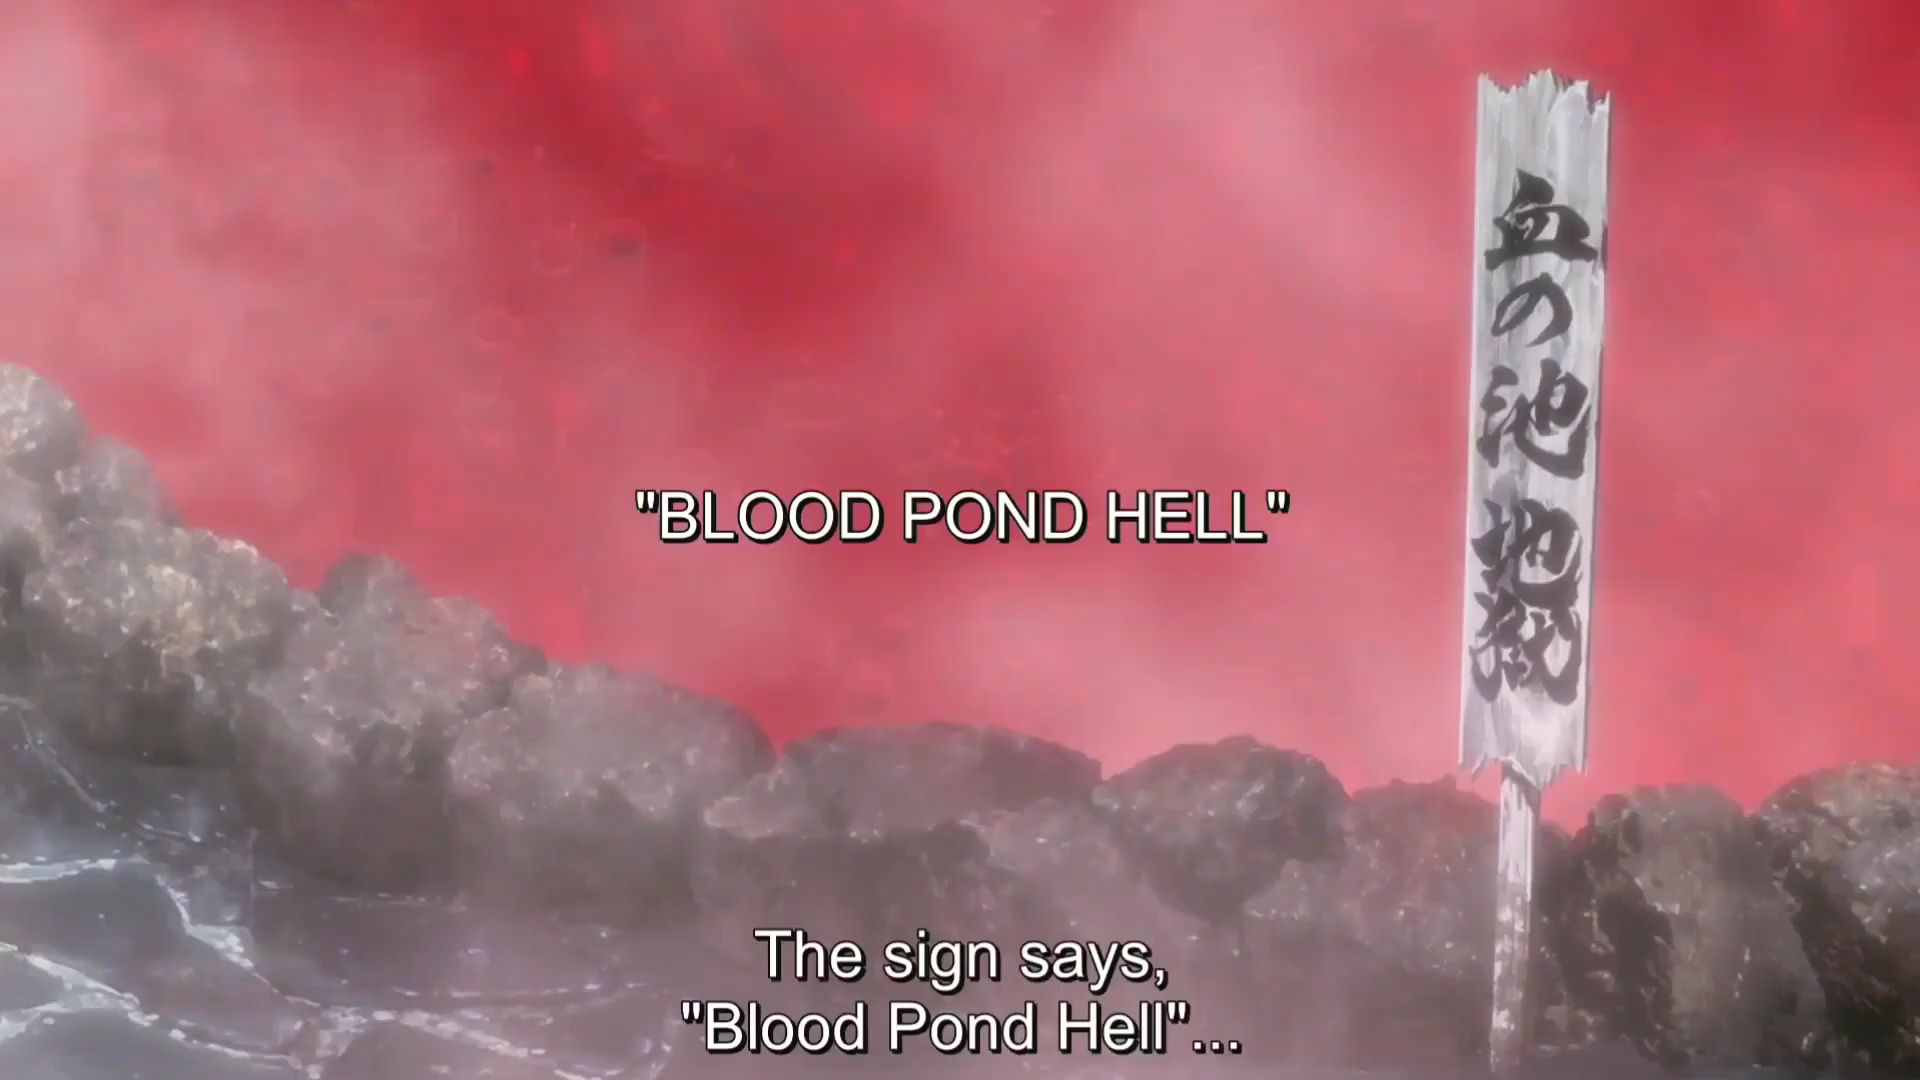 血の池地獄
"BLOOD POND HELL"
The sign says,
"Blood Pond Hell"...